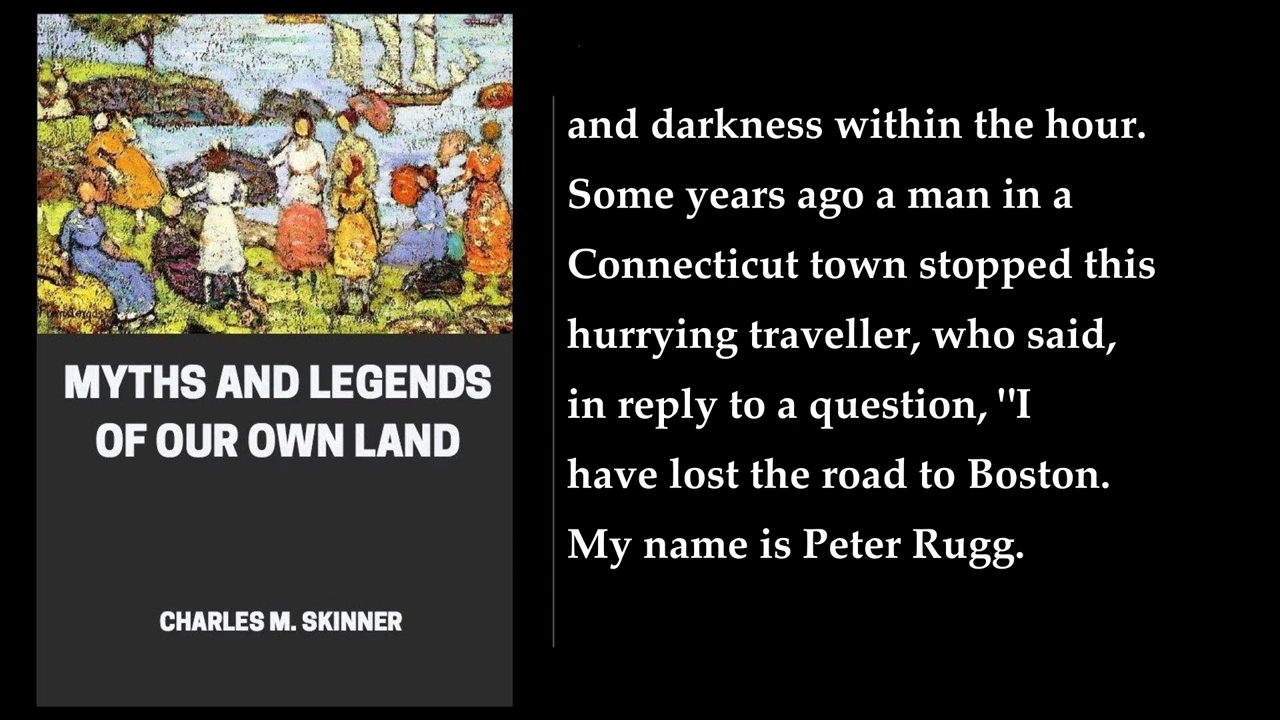 MYTHS AND LEGENDS
OF OUR OWN LAND
CHARLES M. SKINNER
and darkness within the hour.
Some years ago a man in a
Connecticut town stopped this
hurrying traveller, who said,
in reply to a question, "I
have lost the road to Boston.
My name is Peter Rugg.